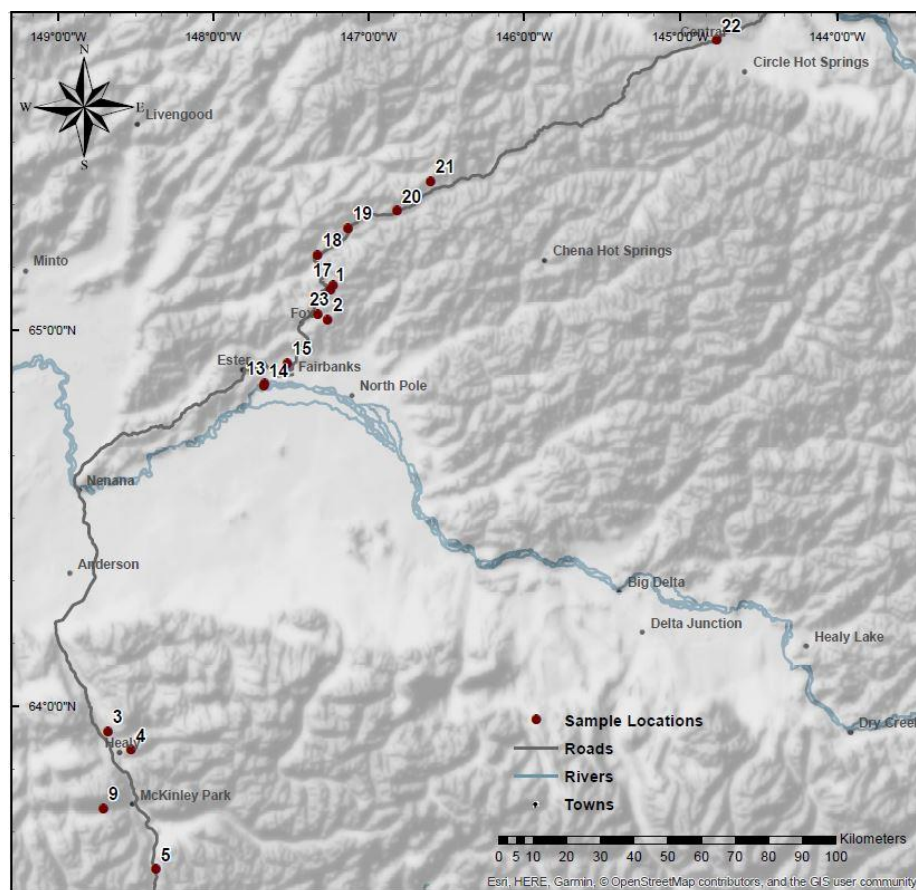 149°0'0"W 148°0'0"W 147°0'0"W 146°0'0"W 145°0'0"W 144°0'0"W
22
Central
N
Circle Hot Springs
W E
Livengood
S
21
20
19
18
Chena Hot Springs
Minto
17 1
23 2
Fox
65°0'0"N
15
Ester
13 14 Fairbanks
North Pole
Nenana
Anderson
Big Delta
Delta Junction
Healy Lake
64°0'0"N
3
Sample Locations
4
Healy
Roads
Dry Creek
Rivers
9
McKinley Park
Towns
Kilometers
5
0 5 10 20 30 40 50 60 70 80 90 100
Esri, HERE, Garmin, © OpenStreetMap contributors, and the GIS user community